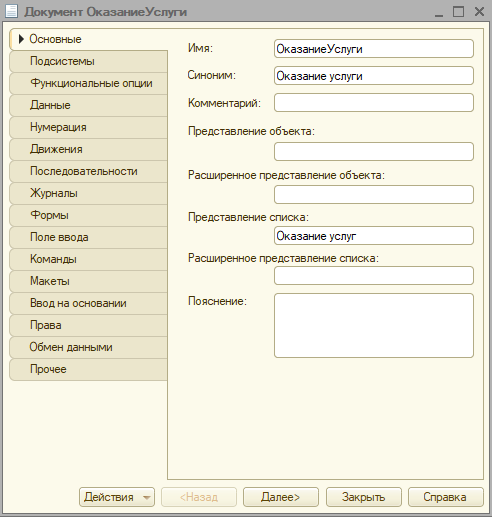 Документ ОказаниеУслуги
Основные
Подсистемы
Функциональные опции
Данные
Нумерация
Движения
Последовательности
Журналы
Формы
Поле ввода
Команды
Макеты
Ввод на основании
Права
Обмен данными
Прочее
Имя: ОказаниеУслуги
Синоним: Оказание услуги
Комментарий:
Представление объекта:
Расширенное представление объекта:
Представление списка:
Оказание услуг
Расширенное представление списка:
Пояснение:
Действия <Назад Далее> Закрыть Справка